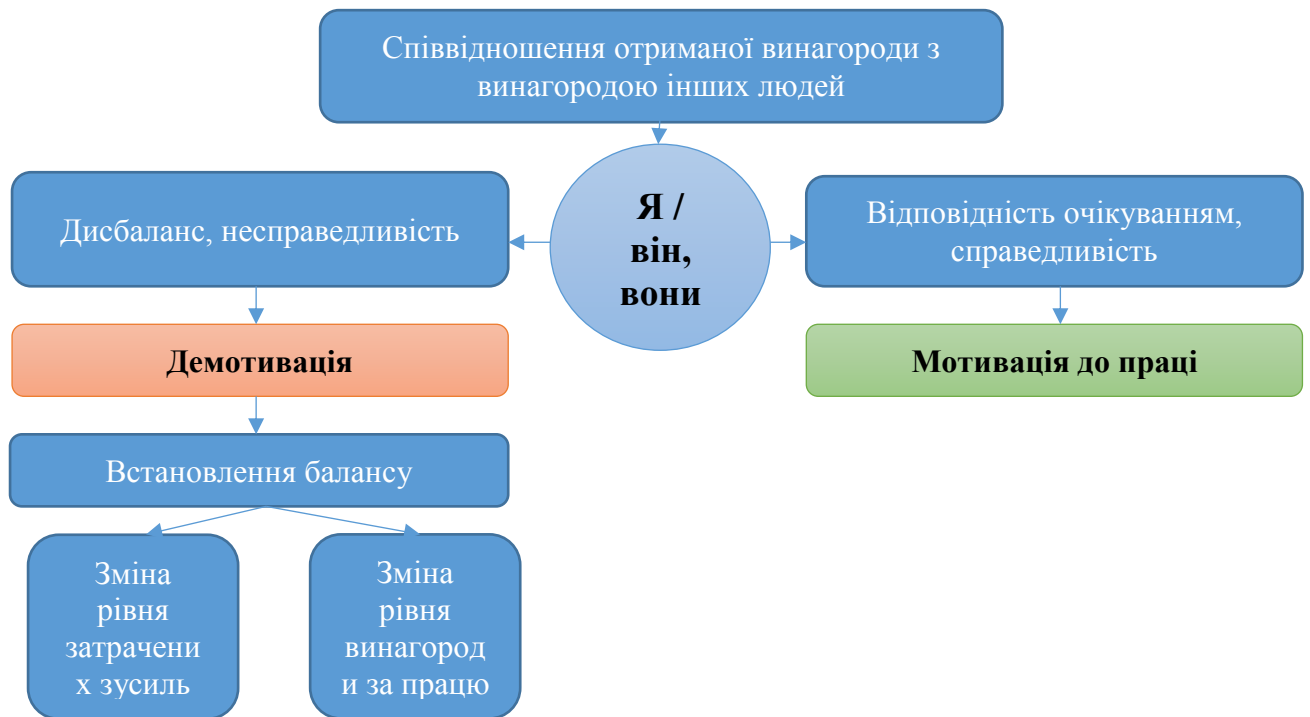 Співвідношення отриманої винагороди з
винагородою інших людей
Я /
він,
вони
Дисбаланс, несправедливість
Відповідність очікуванням,
справедливість
Демотивація
Мотивація до праці
Встановлення балансу
Зміна
рівня
затрачени
х зусиль
Зміна
рівня
винагород
и за працю